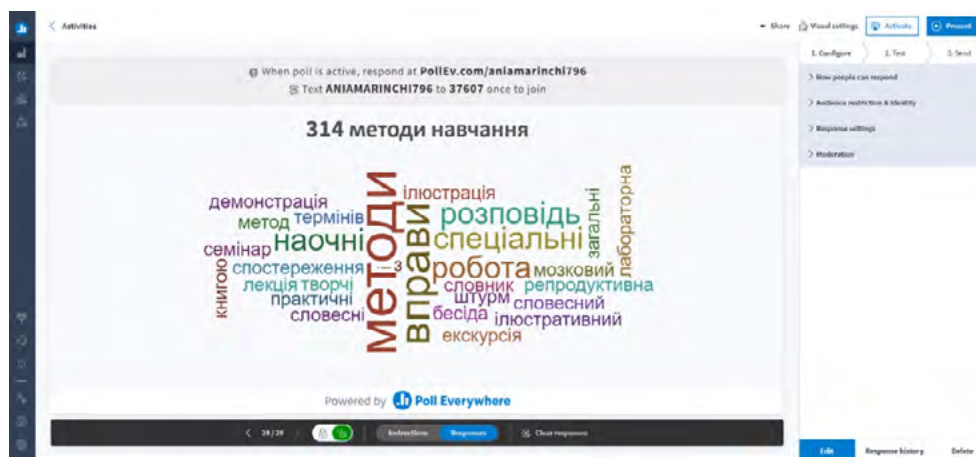 Activities
Share
Visual settings
Activate
Present
1. Configure
2. Test
3. Send
When poll is active, respond at PollEv.com/aniamarinchi796
How people can respond
Text ANIAMARINCHI796 to 37607 once to join
Audience restriction & Identity
314 методи навчання
Response settings
Moderation
демонстрація
метод
термінів
семінар
наочні
спостереження
лекція
творчі
практичні
словесні
книгою
методи
— 3
вправи
ілюстрація
розповідь
спеціальні
загальні
лабораторна
робота
мозковий
словник
репродуктивна
штурм
словесний
бесіда
ілюстративний
екскурсія
Powered by Poll Everywhere
Instructions
Responses
Clear responses
Edit
Response history
Delete